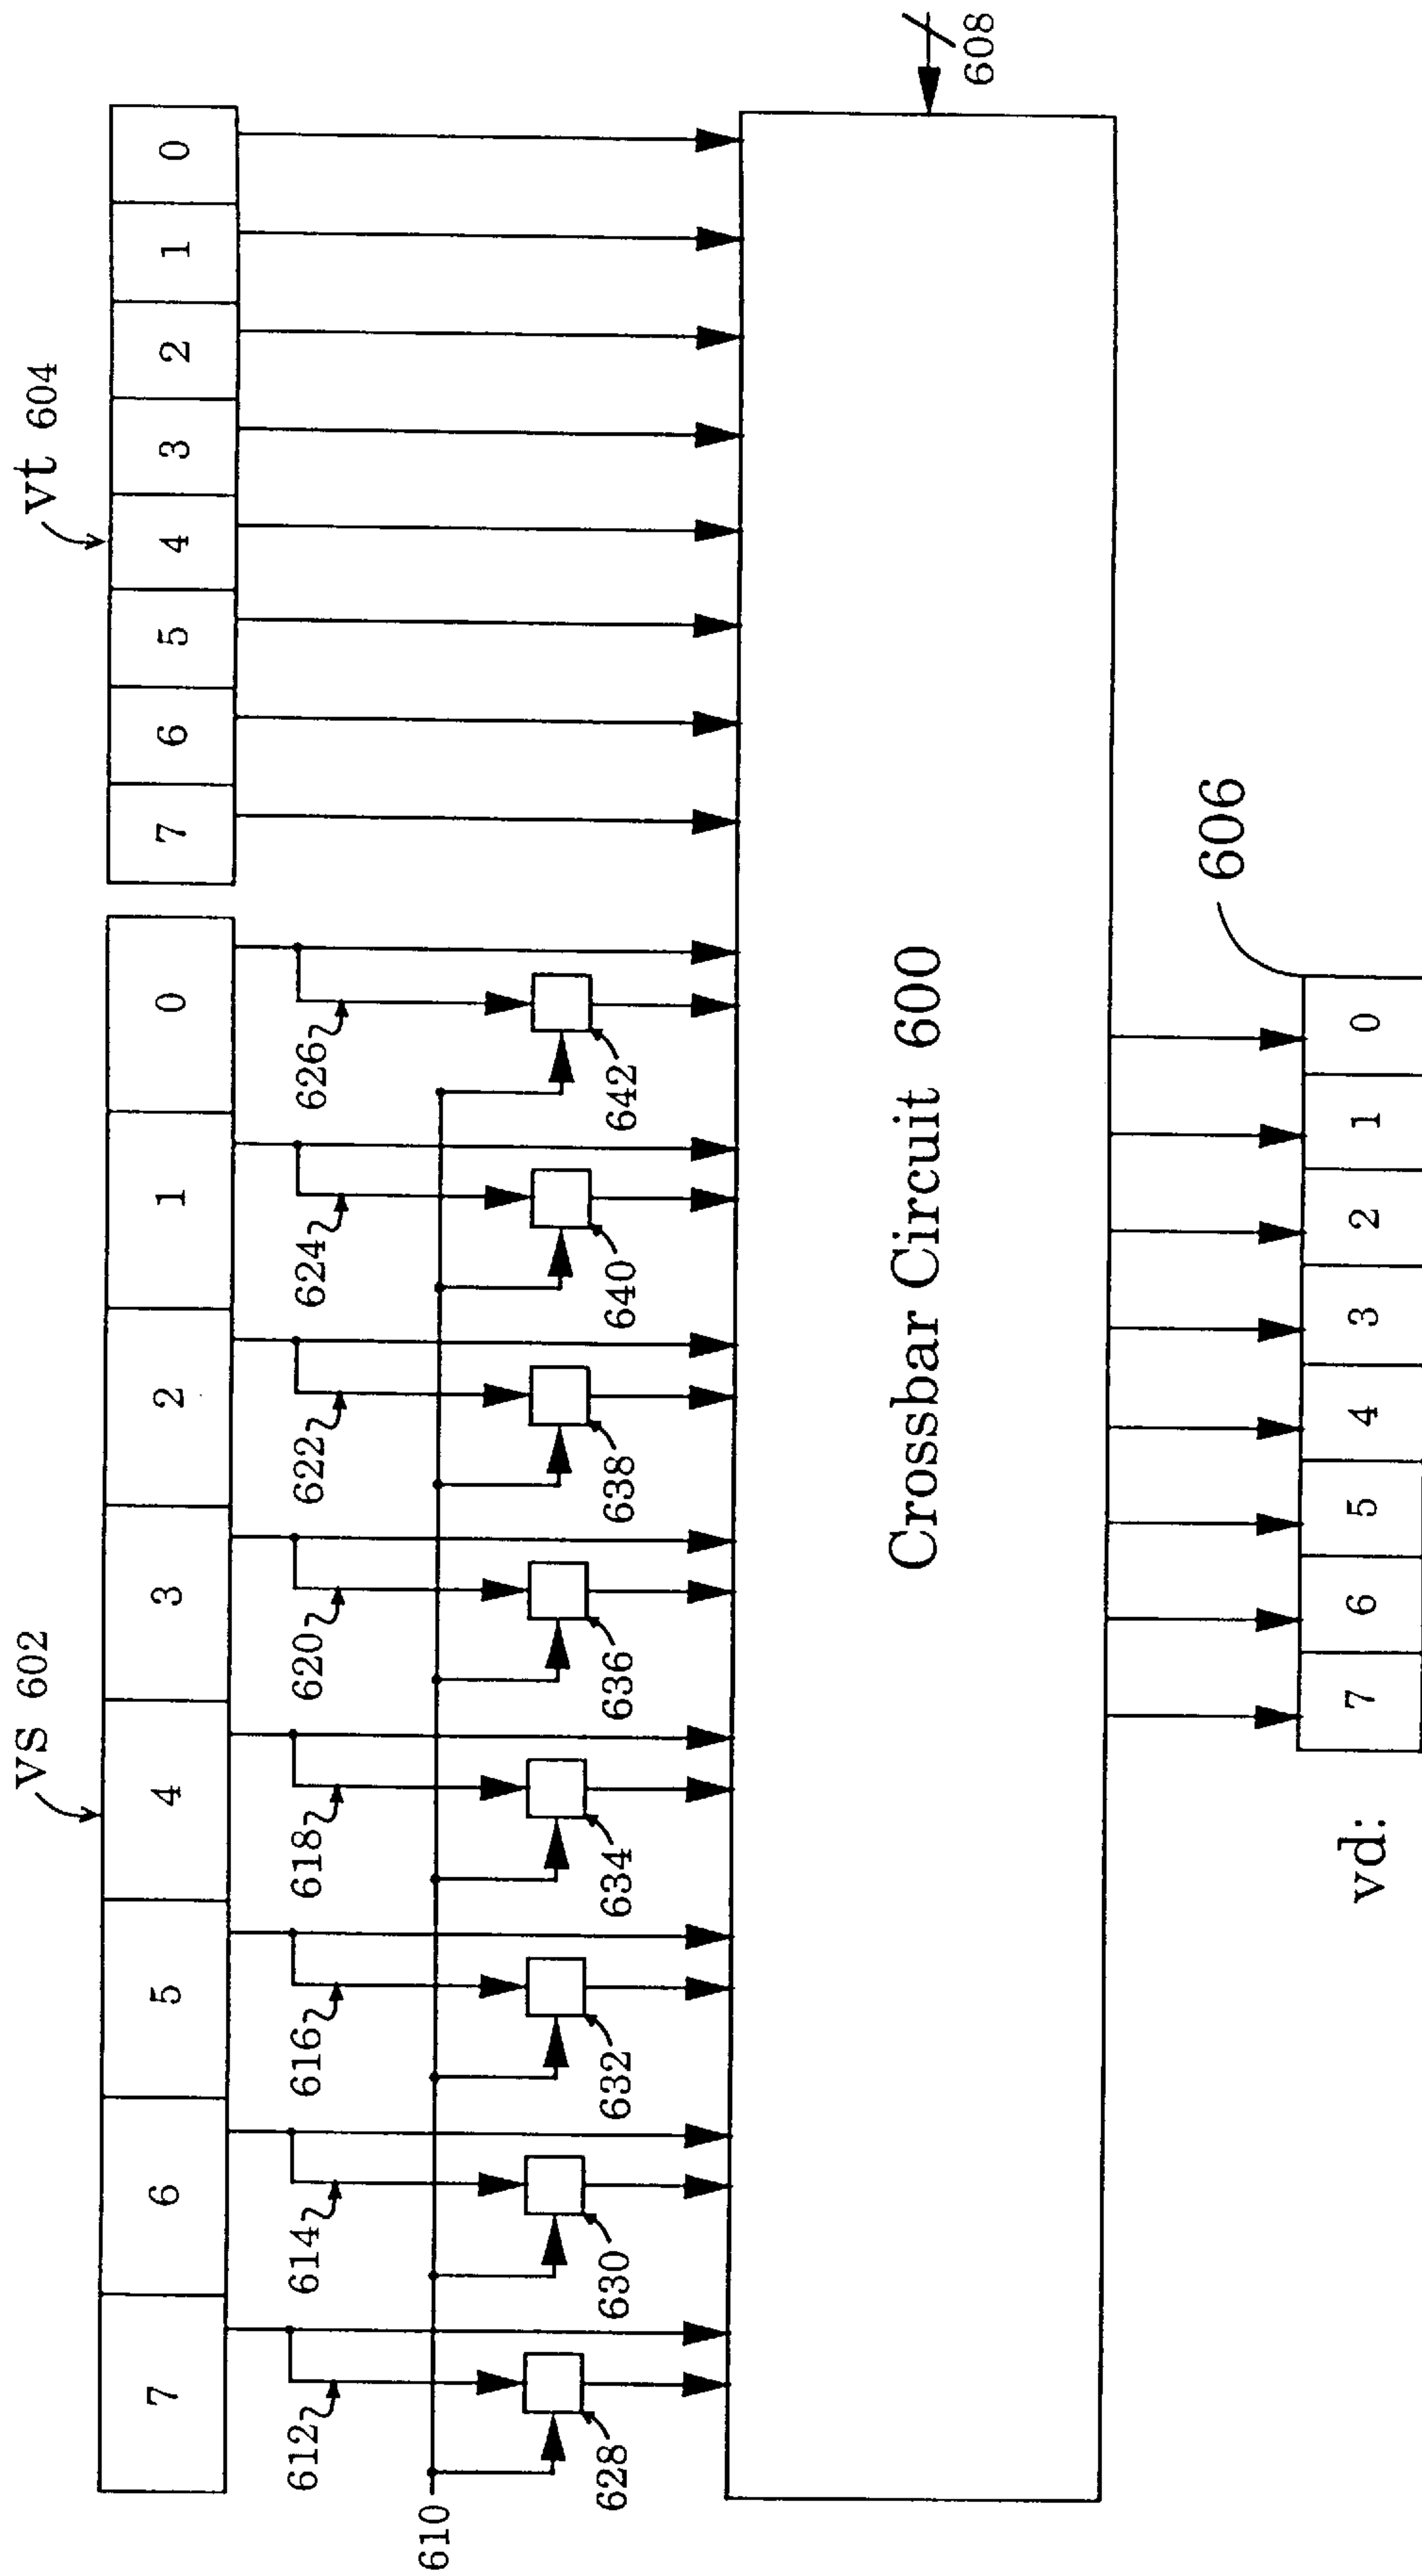 vs 602
vt 604
7 6 5 4 3 2 1 0
7 6 5 4 3 2 1 0
612 614 616 618 620 622 624 626
610
628 630 632 634 636 638 640 642
Crossbar Circuit 600
608
606
vd: 7 6 5 4 3 2 1 0